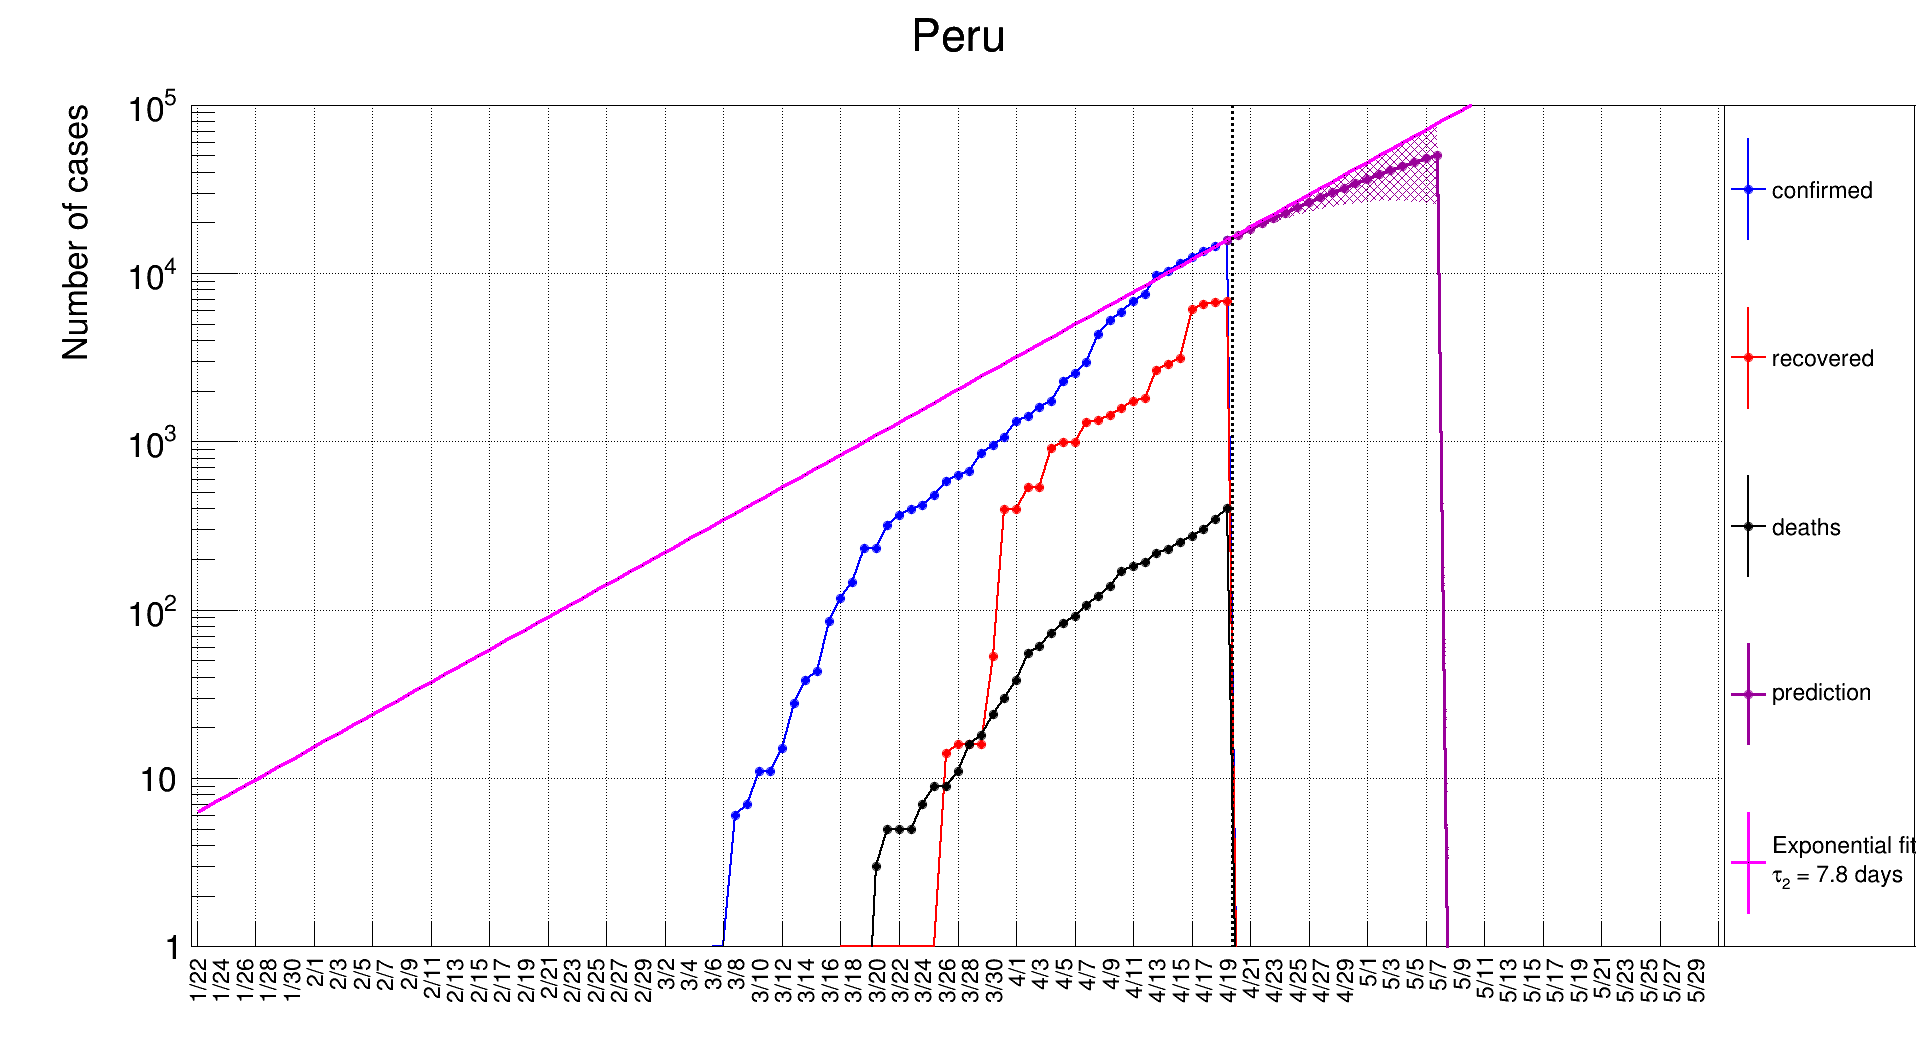 Peru
Number of cases
10^5
10^4
10^3
10^2
10
1
1/22 1/24 1/26 1/28 1/30 2/1 2/3 2/5 2/7 2/9 2/11 2/13 2/15 2/17 2/19 2/21 2/23 2/25 2/27 2/29 3/2 3/4 3/6 3/8 3/10 3/12 3/14 3/16 3/18 3/20 3/22 3/24 3/26 3/28 3/30 4/1 4/3 4/5 4/7 4/9 4/11 4/13 4/15 4/17 4/19 4/21 4/23 4/25 4/27 4/29 5/1 5/3 5/5 5/7 5/9 5/11 5/13 5/15 5/17 5/19 5/21 5/23 5/25 5/27 5/29
confirmed
recovered
deaths
prediction
Exponential fit
τ₂ = 7.8 days